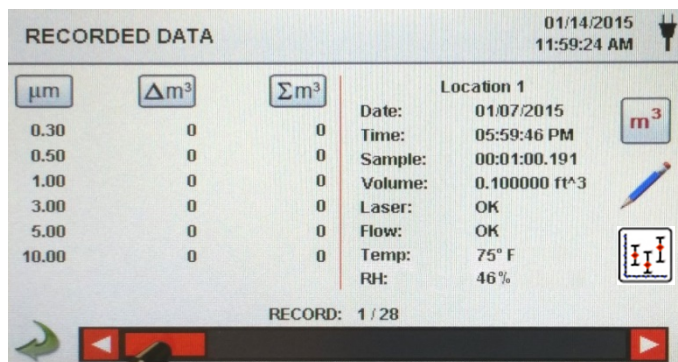 RECORDED DATA
01/14/2015
11:59:24 AM
µm Δm³ Σm³
0.30 0 0
0.50 0 0
1.00 0 0
3.00 0 0
5.00 0 0
10.00 0 0
Location 1
Date: 01/07/2015
Time: 05:59:46 PM
Sample: 00:01:00.191
Volume: 0.100000 ft^3
Laser: OK
Flow: OK
Temp: 75° F
RH: 46%
m³
RECORD: 1 / 28